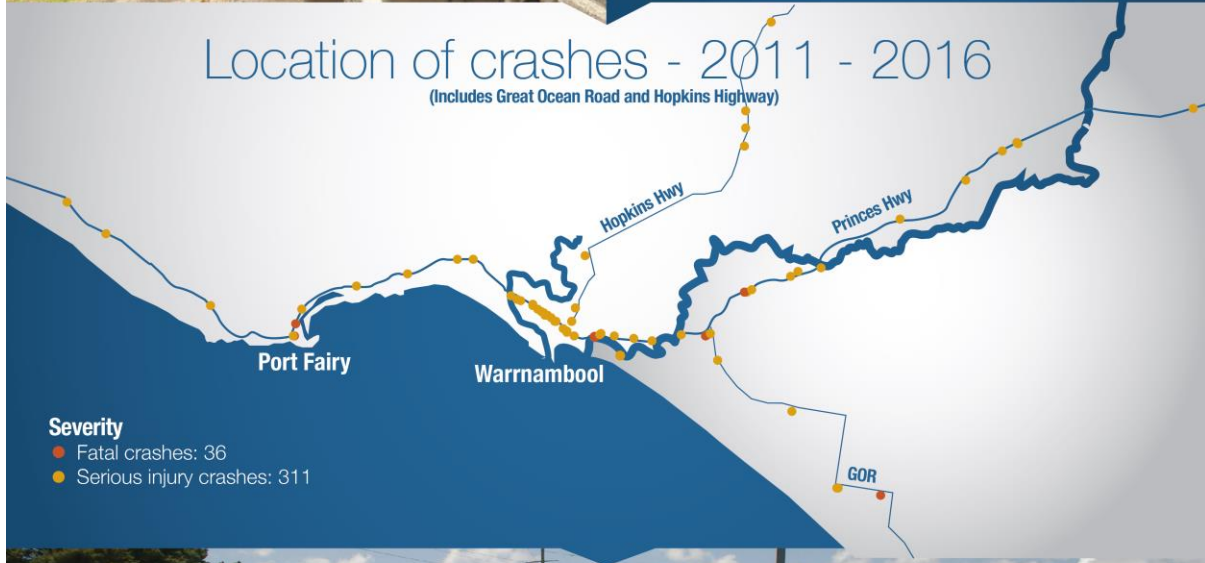 Location of crashes - 2011 - 2016
(Includes Great Ocean Road and Hopkins Highway)
Hopkins Hwy
Princes Hwy
Port Fairy
Warrnambool
Severity
Fatal crashes: 36
Serious injury crashes: 311
GOR